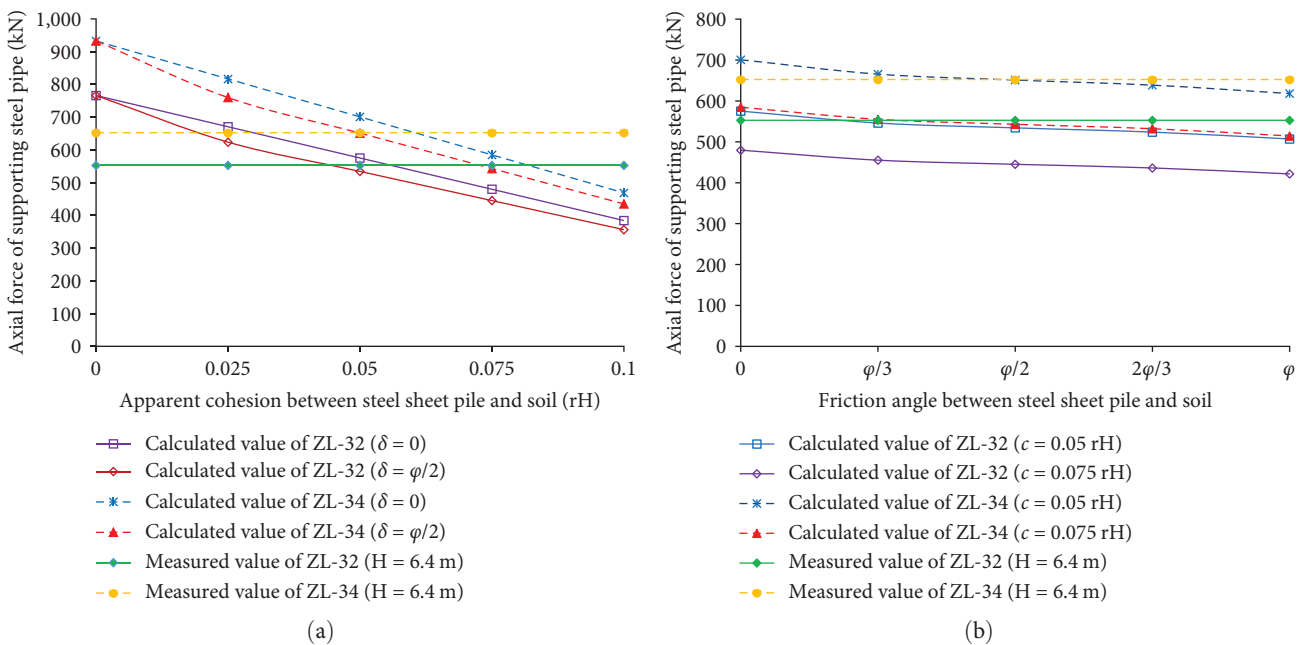 Axial force of supporting steel pipe (kN)
1,000
900
800
700
600
500
400
300
200
100
0
0 0.025 0.05 0.075 0.1
Apparent cohesion between steel sheet pile and soil (rH)
Calculated value of ZL-32 (δ = 0)
Calculated value of ZL-32 (δ = φ/2)
Calculated value of ZL-34 (δ = 0)
Calculated value of ZL-34 (δ = φ/2)
Measured value of ZL-32 (H = 6.4 m)
Measured value of ZL-34 (H = 6.4 m)
(a)
Axial force of supporting steel pipe (kN)
800
700
600
500
400
300
200
100
0
0 φ/3 φ/2 2φ/3 φ
Friction angle between steel sheet pile and soil
Calculated value of ZL-32 (c = 0.05 rH)
Calculated value of ZL-32 (c = 0.075 rH)
Calculated value of ZL-34 (c = 0.05 rH)
Calculated value of ZL-34 (c = 0.075 rH)
Measured value of ZL-32 (H = 6.4 m)
Measured value of ZL-34 (H = 6.4 m)
(b)